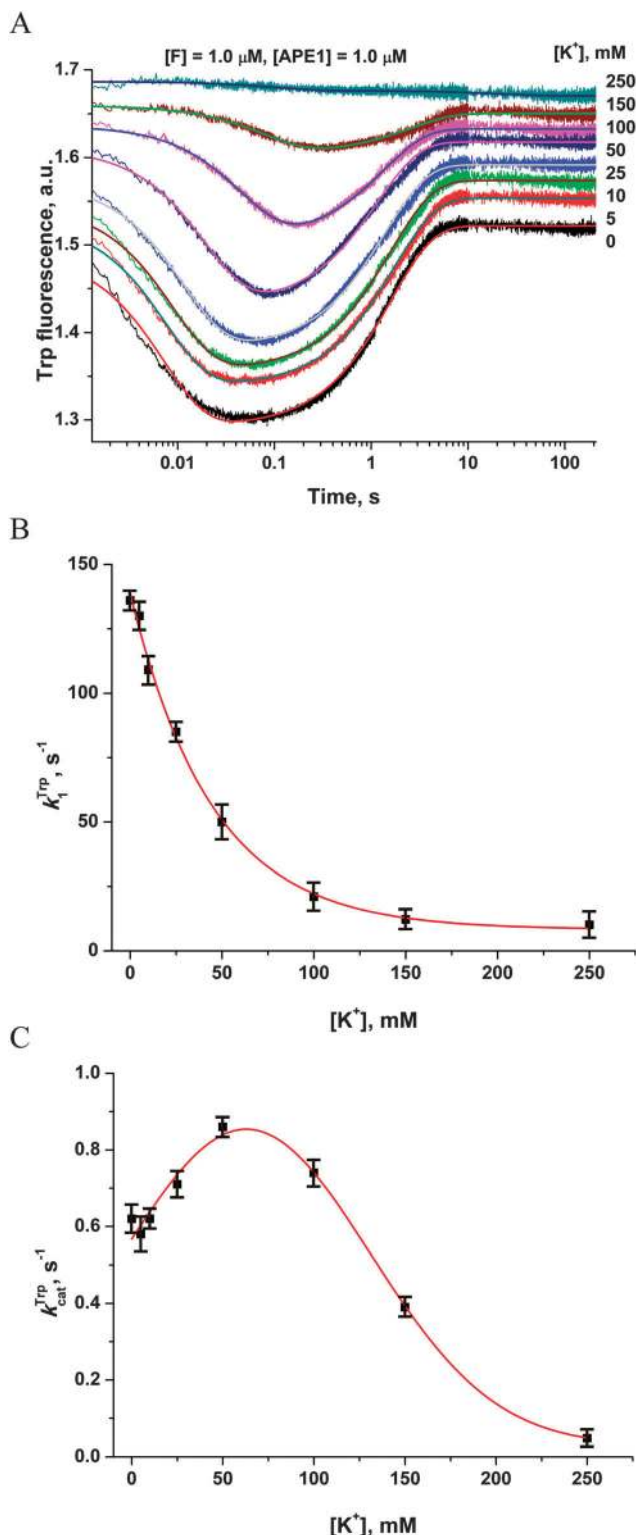 A
[F] = 1.0 μM, [APE1] = 1.0 μM
[K⁺], mM
1.7
1.6
1.5
1.4
1.3
250
150
100
50
25
10
5
0
Trp fluorescence, a.u.
0.01 0.1 1 10 100
Time, s
B
150
100
50
0
k₁ᵀʳᵖ, s⁻¹
0 50 100 150 200 250
[K⁺], mM
C
1.0
0.8
0.6
0.4
0.2
0.0
k_catᵀʳᵖ, s⁻¹
0 50 100 150 200 250
[K⁺], mM